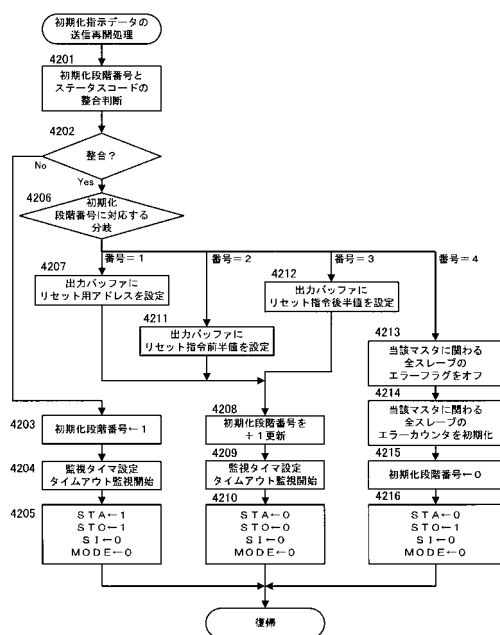 初期化指示データの
送信再開処理
4201
初期化段階番号と
ステータスコードの
整合判断
4202
整合?
No
Yes
4206
初期化
段階番号に対応する
分岐
番号=1
番号=2
番号=3
番号=4
4207
出力バッファに
リセット用アドレスを設定
4212
出力バッファに
リセット指令後半値を設定
4211
出力バッファに
リセット指令前半値を設定
4213
当該マスタに関わる
全スレーブの
エラーフラグをオフ
4214
当該マスタに関わる
全スレーブの
エラーカウンタを初期化
4203
初期化段階番号←1
4208
初期化段階番号を
+1更新
4215
初期化段階番号←0
4204
監視タイマ設定
タイムアウト監視開始
4209
監視タイマ設定
タイムアウト監視開始
4205
STA←1
STO←1
SI←0
MODE←0
4210
STA←0
STO←0
SI←0
MODE←0
4216
STA←0
STO←1
SI←0
MODE←0
復帰